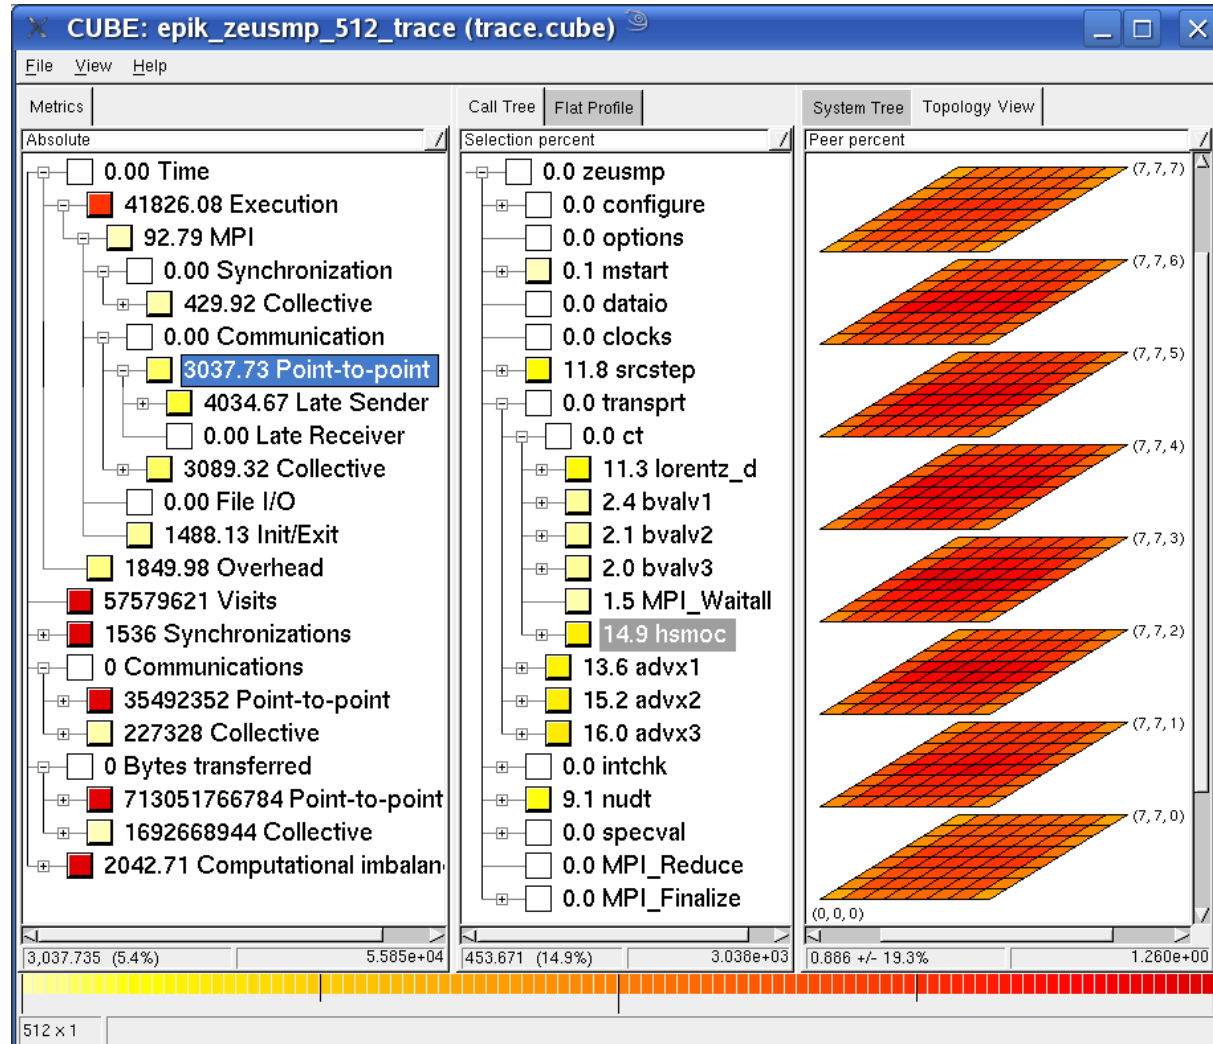 CUBE: epik_zeusmp_512_trace (trace.cube)
File View Help
Metrics
Absolute
0.00 Time
41826.08 Execution
92.79 MPI
0.00 Synchronization
429.92 Collective
0.00 Communication
3037.73 Point-to-point
4034.67 Late Sender
0.00 Late Receiver
3089.32 Collective
0.00 File I/O
1488.13 Init/Exit
1849.98 Overhead
57579621 Visits
1536 Synchronizations
0 Communications
35492352 Point-to-point
227328 Collective
0 Bytes transferred
713051766784 Point-to-point
1692668944 Collective
2042.71 Computational imbalan
3,037.735 (5.4%) 5.585e+04
Call Tree Flat Profile
Selection percent
0.0 zeusmp
0.0 configure
0.0 options
0.1 mstart
0.0 dataio
0.0 clocks
11.8 srcstep
0.0 transprt
0.0 ct
11.3 lorentz_d
2.4 bvalv1
2.1 bvalv2
2.0 bvalv3
1.5 MPI_Waitall
14.9 hsmoc
13.6 advx1
15.2 advx2
16.0 advx3
0.0 intchk
9.1 nudt
0.0 specval
0.0 MPI_Reduce
0.0 MPI_Finalize
453.671 (14.9%) 3.038e+03
System Tree Topology View
Peer percent
(7, 7, 7)
(7, 7, 6)
(7, 7, 5)
(7, 7, 4)
(7, 7, 3)
(7, 7, 2)
(7, 7, 1)
(7, 7, 0)
(0, 0, 0)
0.886 +/- 19.3% 1.260e+00
512 x 1